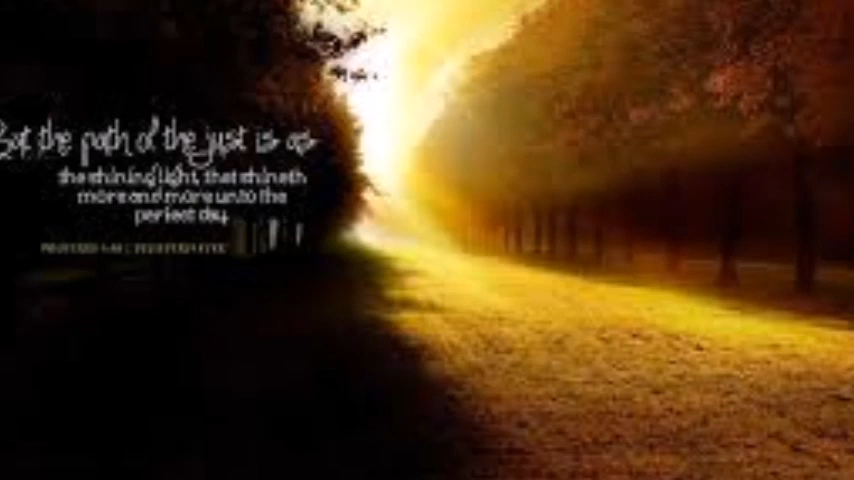 But the path of the just is as
the shining light, that shineth
more and more unto the
perfect day.